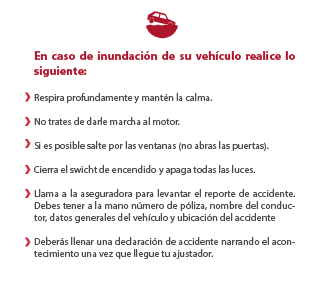 En caso de inundación de su vehículo realice lo
siguiente:
Respira profundamente y mantén la calma.
No trates de darle marcha al motor.
Si es posible salte por las ventanas (no abras las puertas).
Cierra el swicht de encendido y apaga todas las luces.
Llama a la aseguradora para levantar el reporte de accidente.
Debes tener a la mano número de póliza, nombre del conduc-
tor, datos generales del vehículo y ubicación del accidente
Deberás llenar una declaración de accidente narrando el acon-
tecimiento una vez que llegue tu ajustador.